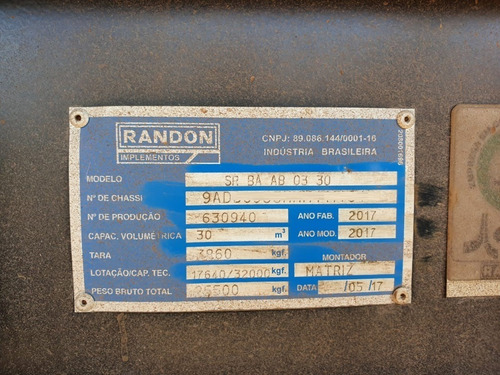 RANDON
IMPLEMENTOS
CNPJ: 89.086.144/0001-16
INDÚSTRIA BRASILEIRA
MODELO SR BA AB 03 30
Nº DE CHASSI
Nº DE PRODUÇÃO 630940 ANO FAB. 2017
CAPAC. VOLUMÉTRICA 30 m³ ANO MOD. 2017
TARA kgf. MONTADOR
LOTAÇÃO/CAP. TEC. 17640/32000 kgf. MATRIZ
PESO BRUTO TOTAL kgf. DATA /05/17